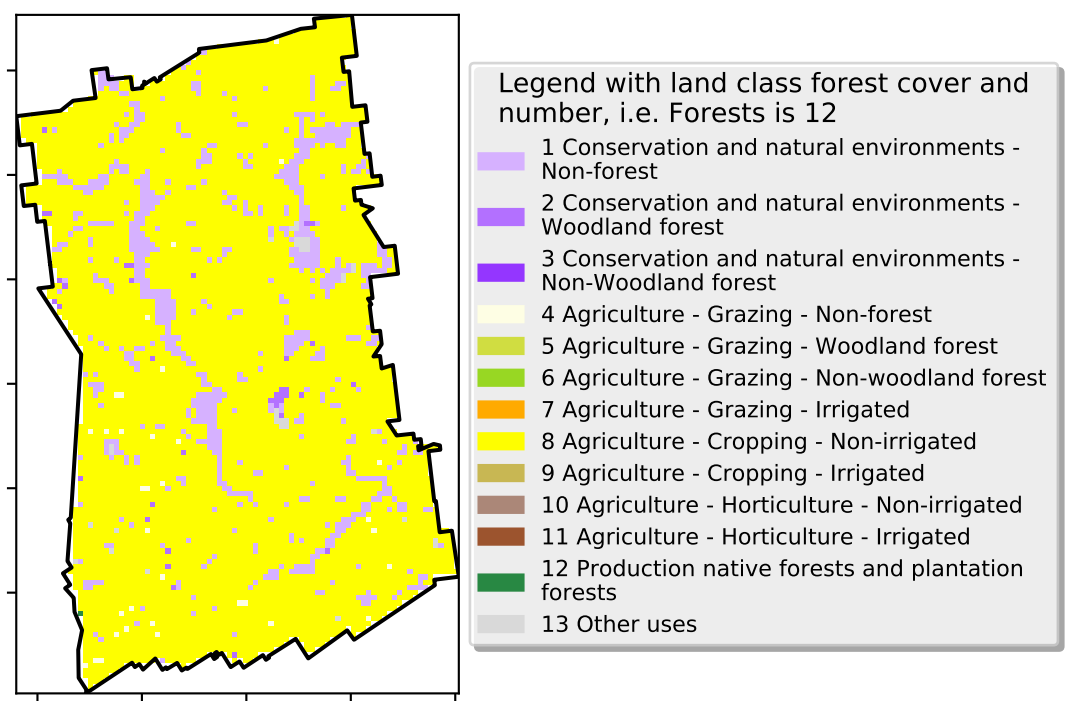 Legend with land class forest cover and
number, i.e. Forests is 12
1 Conservation and natural environments -
Non-forest
2 Conservation and natural environments -
Woodland forest
3 Conservation and natural environments -
Non-Woodland forest
4 Agriculture - Grazing - Non-forest
5 Agriculture - Grazing - Woodland forest
6 Agriculture - Grazing - Non-woodland forest
7 Agriculture - Grazing - Irrigated
8 Agriculture - Cropping - Non-irrigated
9 Agriculture - Cropping - Irrigated
10 Agriculture - Horticulture - Non-irrigated
11 Agriculture - Horticulture - Irrigated
12 Production native forests and plantation
forests
13 Other uses